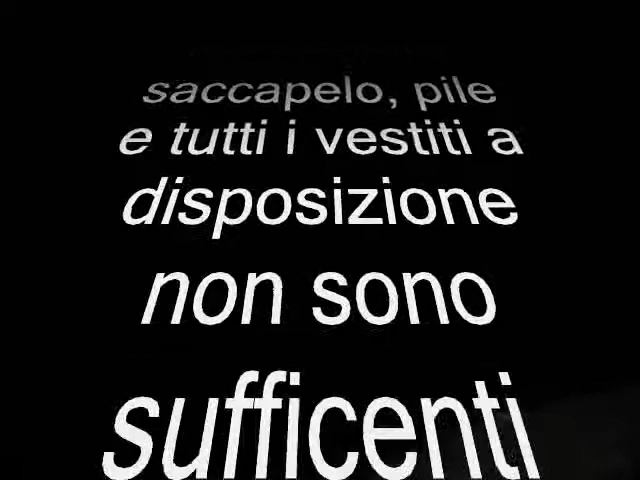 saccapelo, pile
e tutti i vestiti a
disposizione
non sono
sufficenti